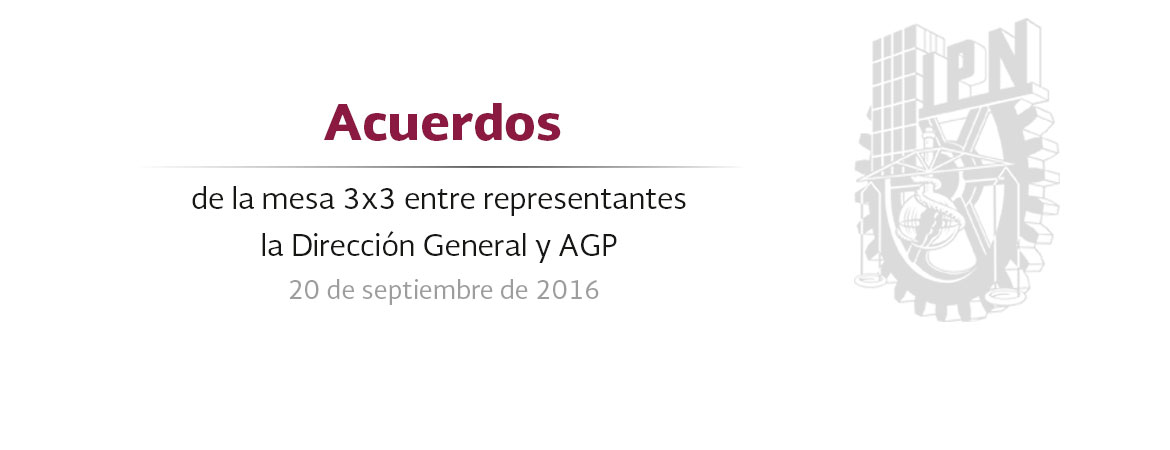 Acuerdos
de la mesa 3x3 entre representantes
la Dirección General y AGP
20 de septiembre de 2016
IPN